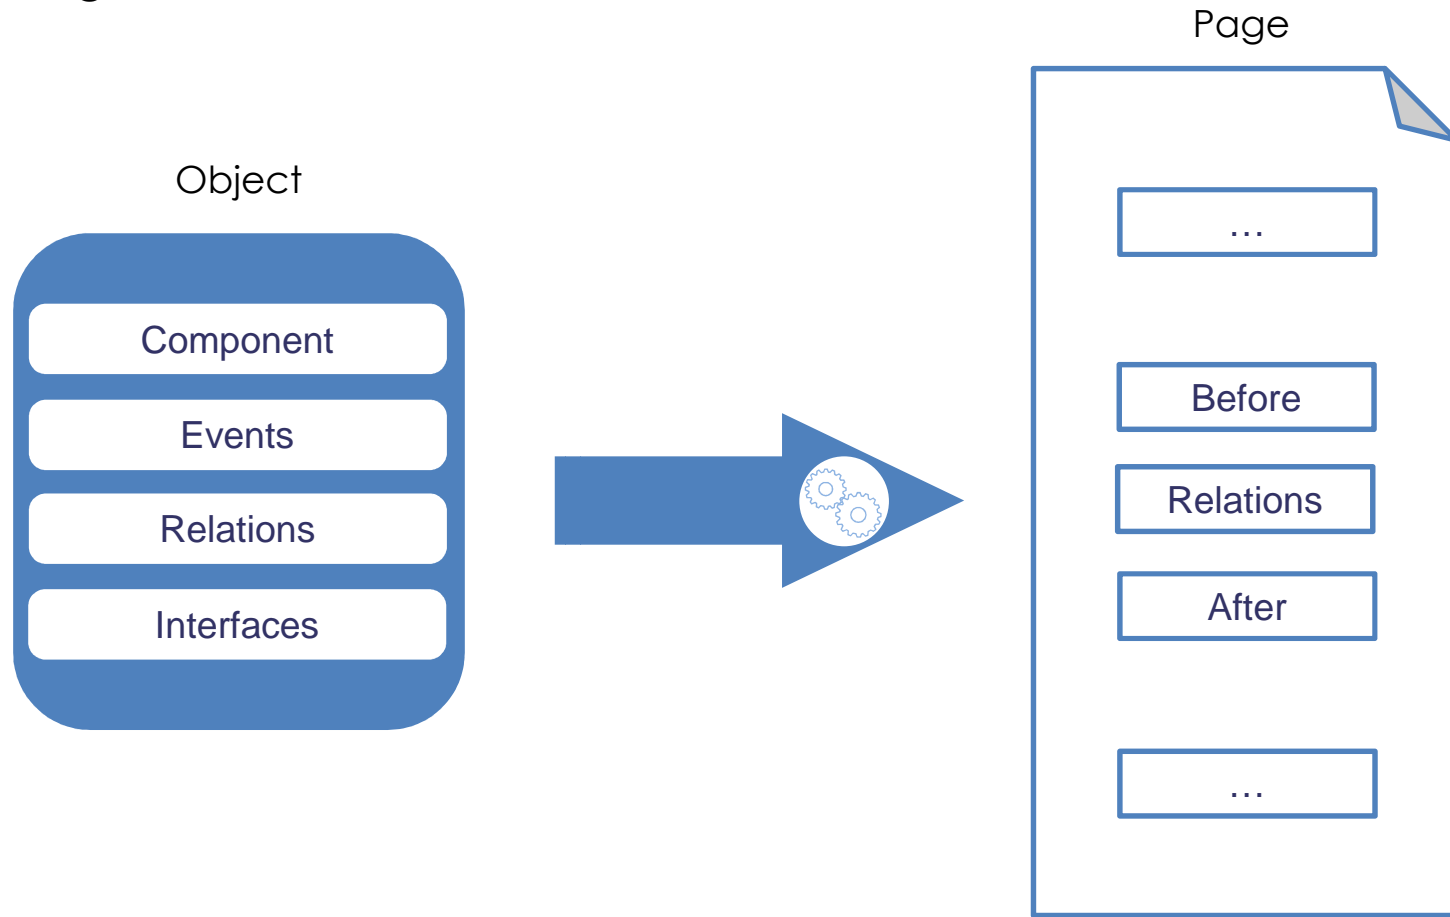 Page
Object
Component
Events
Relations
Interfaces
…
Before
Relations
After
…